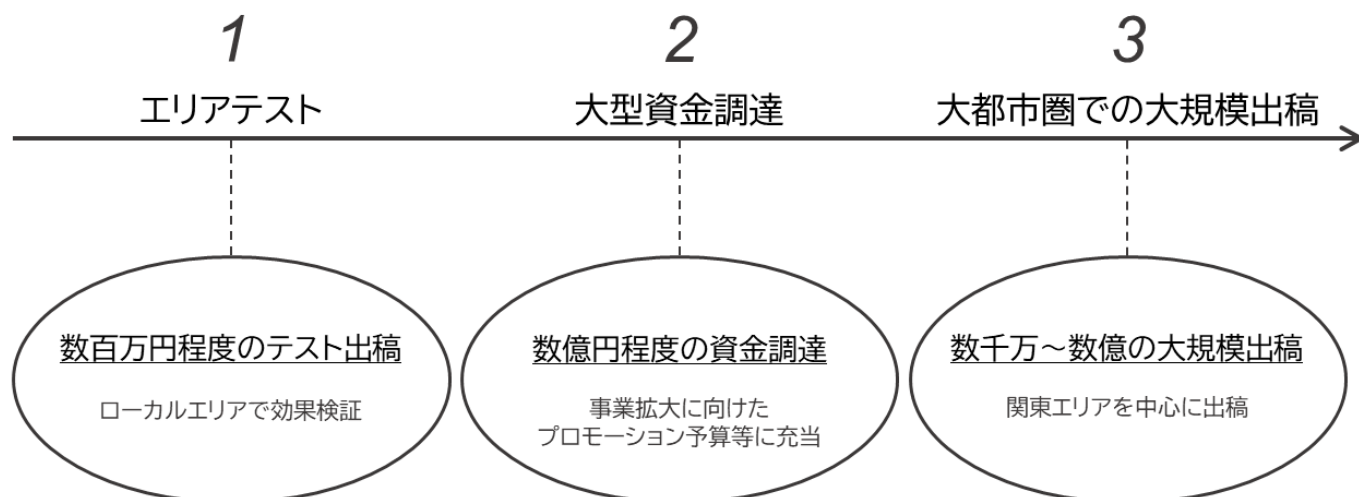 1
エリアテスト
数百万円程度のテスト出稿
ローカルエリアで効果検証
2
大型資金調達
数億円程度の資金調達
事業拡大に向けた
プロモーション予算等に充当
3
大都市圏での大規模出稿
数千万～数億の大規模出稿
関東エリアを中心に出稿